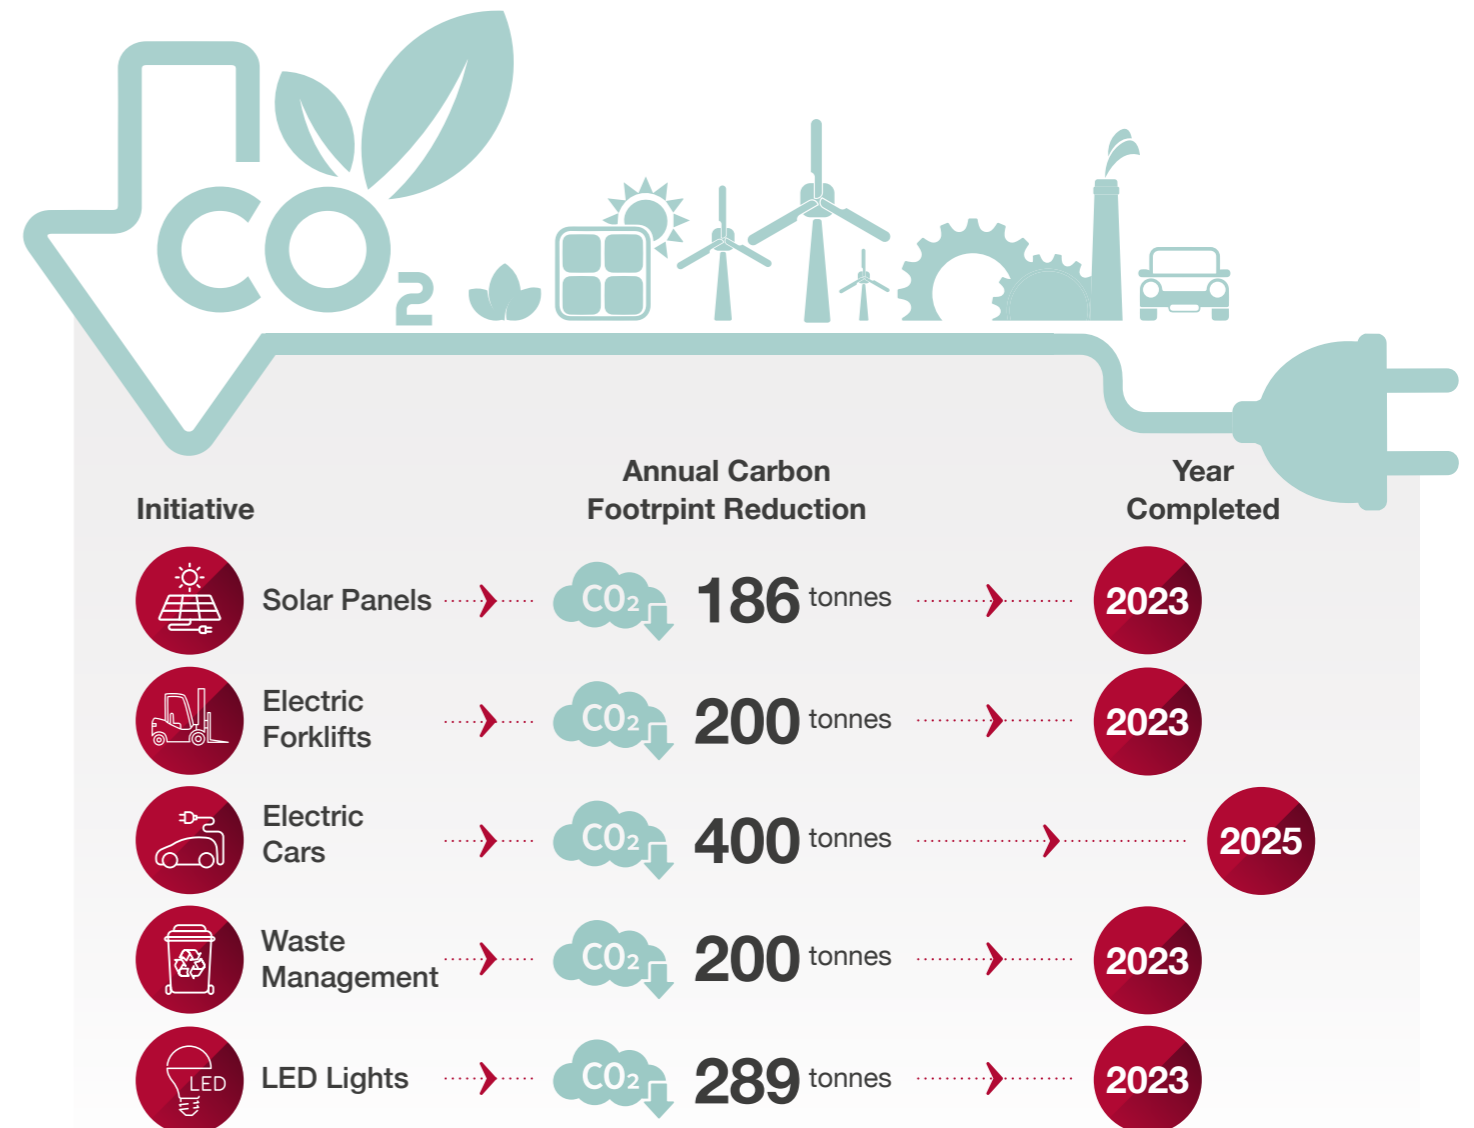 CO2
Initiative
Annual Carbon
Footrpint Reduction
Year
Completed
Solar Panels
CO2
186 tonnes
2023
Electric
Forklifts
CO2
200 tonnes
2023
Electric
Cars
CO2
400 tonnes
2025
Waste
Management
CO2
200 tonnes
2023
LED
LED Lights
CO2
289 tonnes
2023